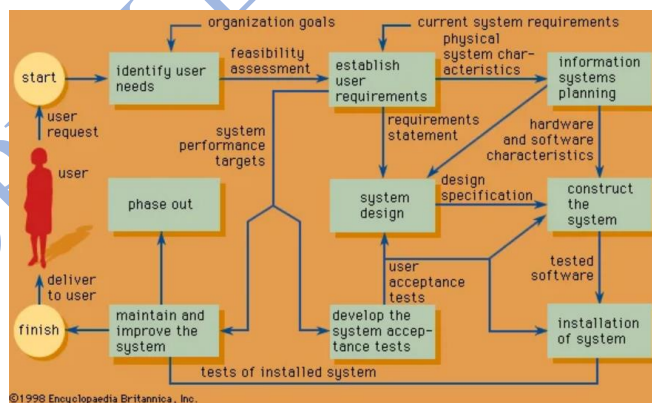 organization goals
current system requirements
start
identify user
needs
feasibility
assessment
establish
user
requirements
physical
system char-
acteristics
information
systems
planning
user
request
system
performance
targets
requirements
statement
hardware
and software
characteristics
user
phase out
system
design
design
specification
construct
the
system
deliver
to user
user
acceptance
tests
tested
software
finish
maintain and
improve the
system
develop the
system accep-
tance tests
installation
of system
tests of installed system
©1998 Encyclopaedia Britannica, Inc.